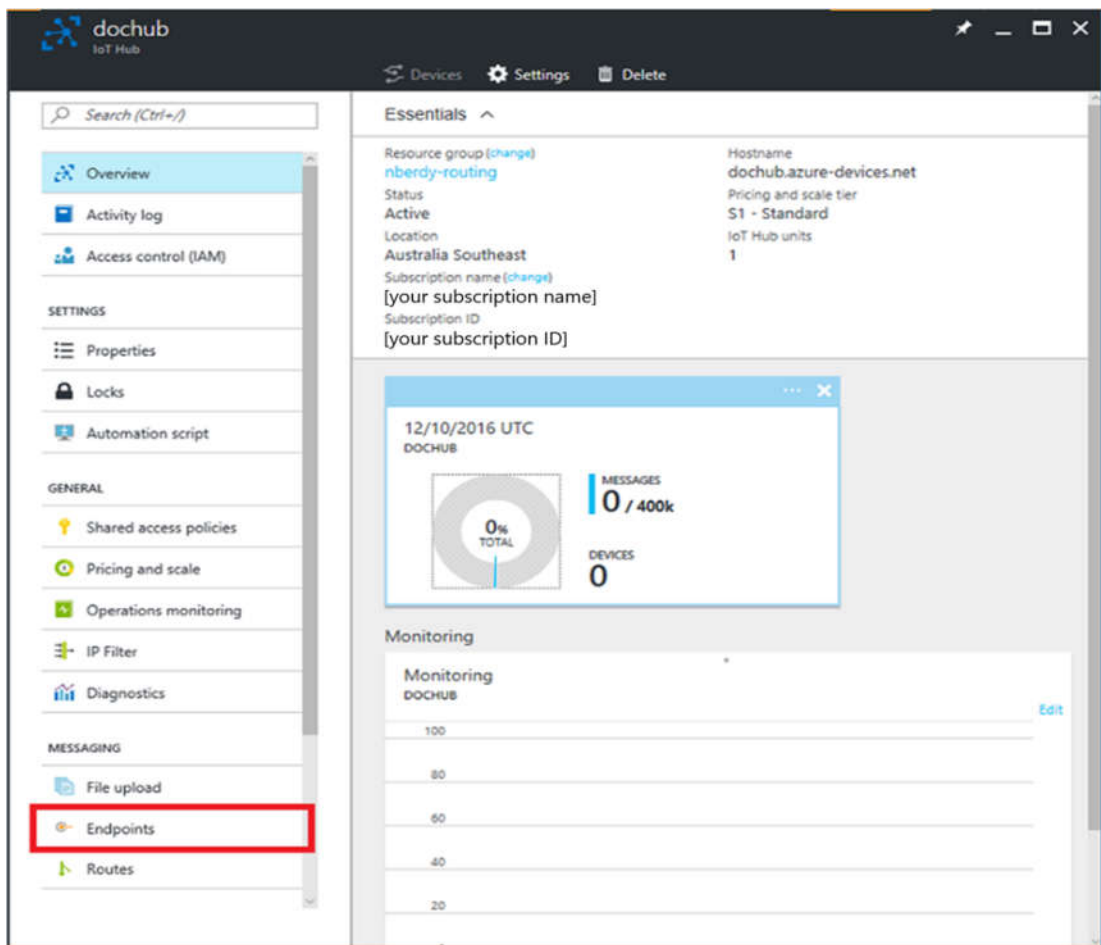 dochub
IoT Hub
Devices Settings Delete
Search (Ctrl+/)
Overview
Activity log
Access control (IAM)
SETTINGS
Properties
Locks
Automation script
GENERAL
Shared access policies
Pricing and scale
Operations monitoring
IP Filter
Diagnostics
MESSAGING
File upload
Endpoints
Routes
Essentials
Resource group (change)
nberdy-routing
Status
Active
Location
Australia Southeast
Subscription name (change)
[your subscription name]
Subscription ID
[your subscription ID]
Hostname
dochub.azure-devices.net
Pricing and scale tier
S1 - Standard
IoT Hub units
1
12/10/2016 UTC
DOCHUB
0%
TOTAL
MESSAGES
0 / 400k
DEVICES
0
Monitoring
Monitoring
DOCHUB
Edit
100
80
60
40
20